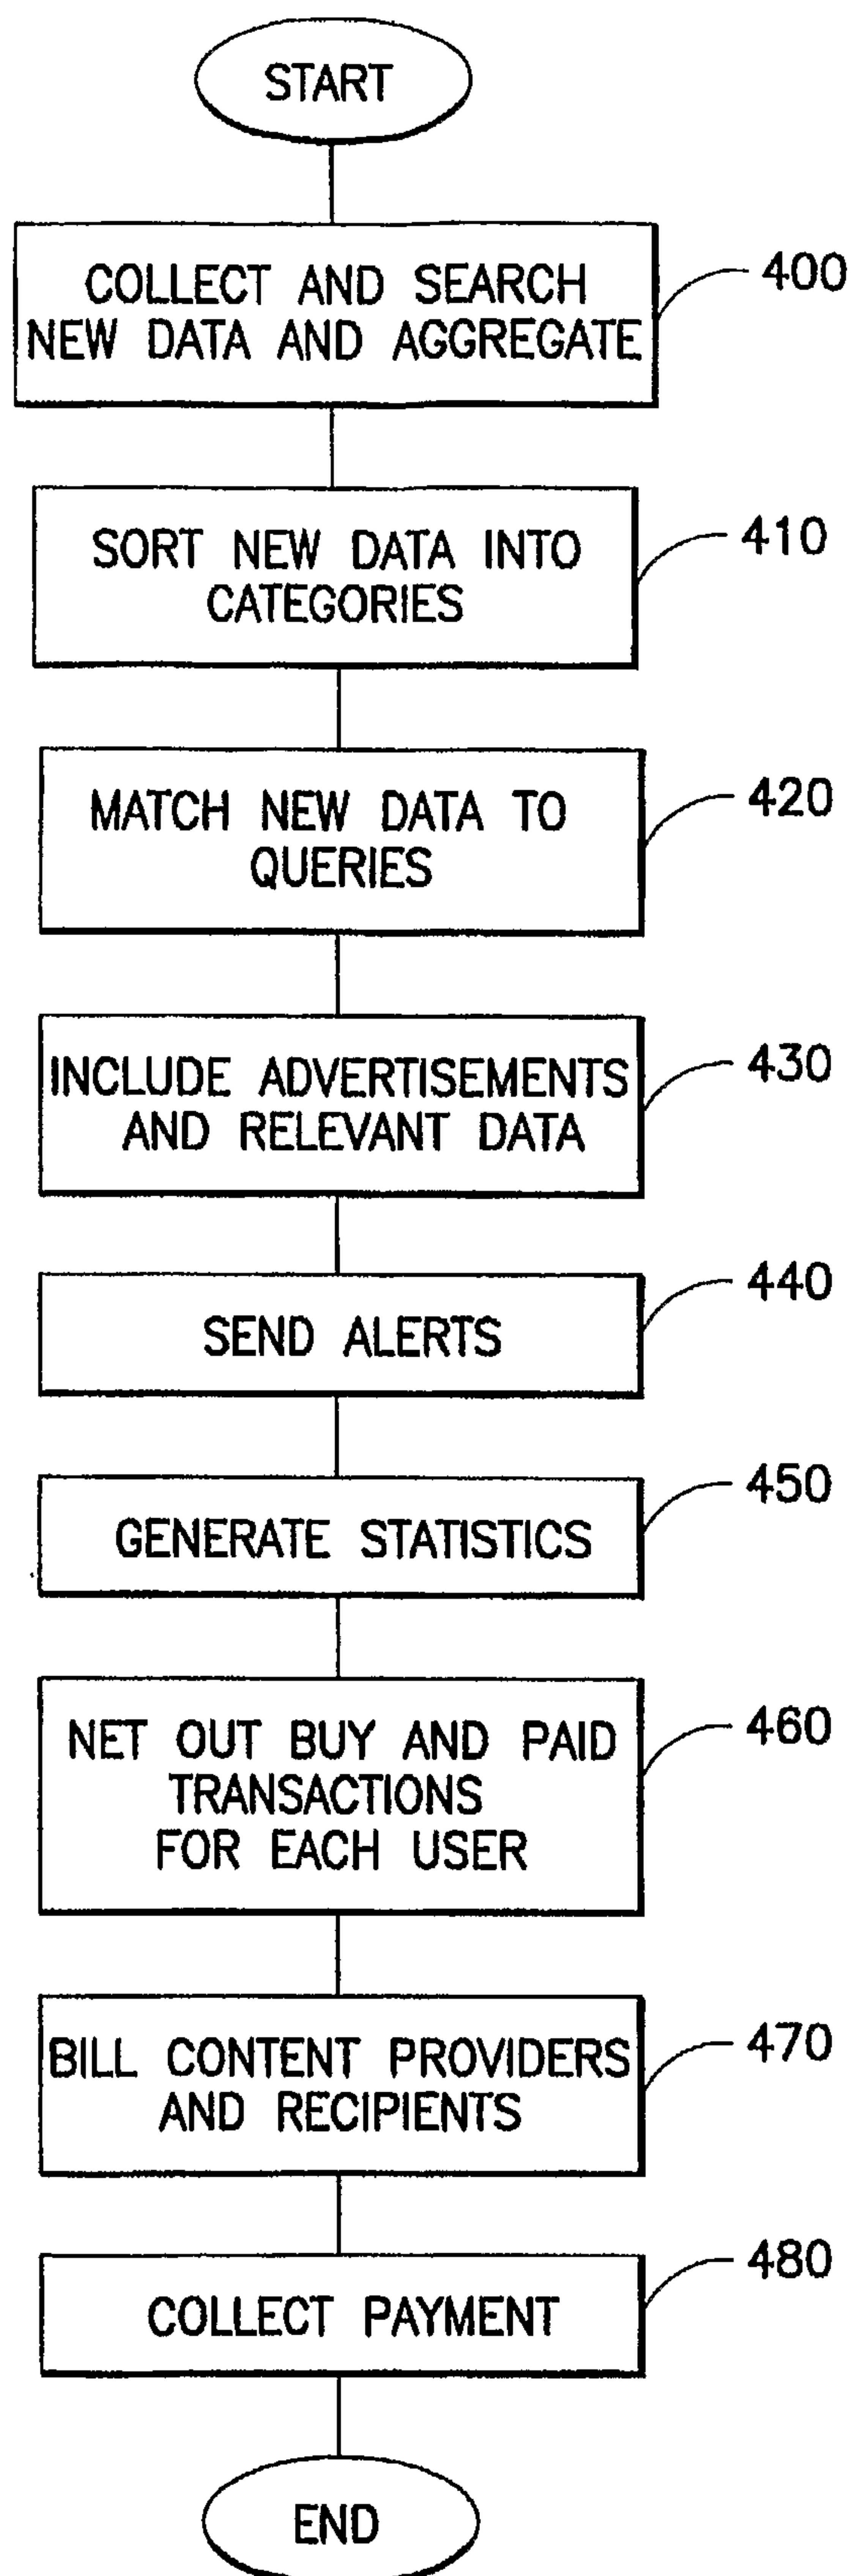 START
COLLECT AND SEARCH
NEW DATA AND AGGREGATE
400
SORT NEW DATA INTO
CATEGORIES
410
MATCH NEW DATA TO
QUERIES
420
INCLUDE ADVERTISEMENTS
AND RELEVANT DATA
430
SEND ALERTS
440
GENERATE STATISTICS
450
NET OUT BUY AND PAID
TRANSACTIONS
FOR EACH USER
460
BILL CONTENT PROVIDERS
AND RECIPIENTS
470
COLLECT PAYMENT
480
END